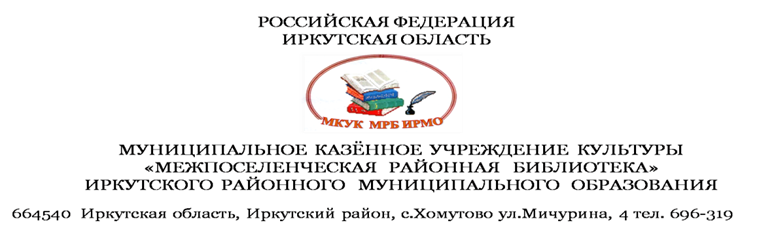 РОССИЙСКАЯ ФЕДЕРАЦИЯ
ИРКУТСКАЯ ОБЛАСТЬ
МКУК МРБ ИРМО
МУНИЦИПАЛЬНОЕ КАЗЁННОЕ УЧРЕЖДЕНИЕ КУЛЬТУРЫ
«МЕЖПОСЕЛЕНЧЕСКАЯ РАЙОННАЯ БИБЛИОТЕКА»
ИРКУТСКОГО РАЙОННОГО МУНИЦИПАЛЬНОГО ОБРАЗОВАНИЯ
664540 Иркутская область, Иркутский район, с.Хомутово ул.Мичурина, 4 тел. 696-319